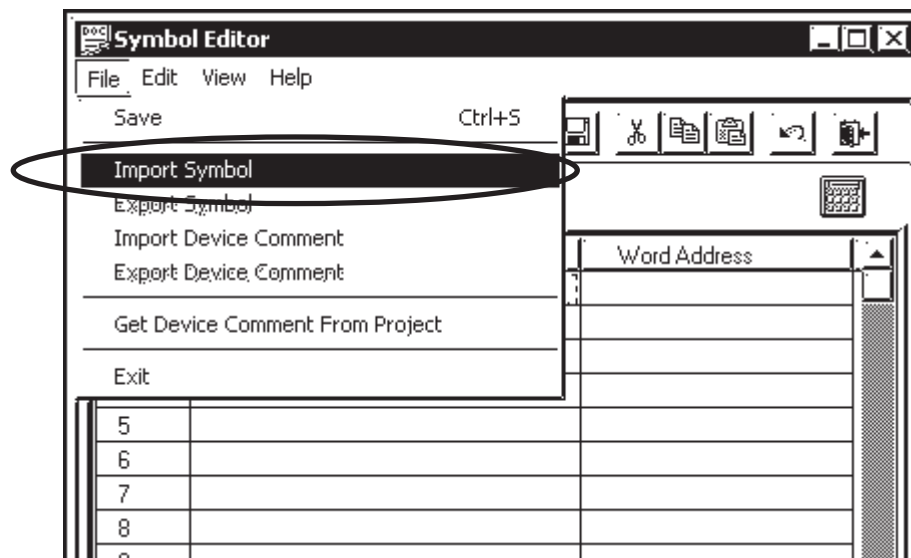 Symbol Editor
File Edit View Help
Save Ctrl+S
Import Symbol
Export Symbol
Import Device Comment
Export Device Comment
Get Device Comment From Project
Exit
Word Address
5
6
7
8